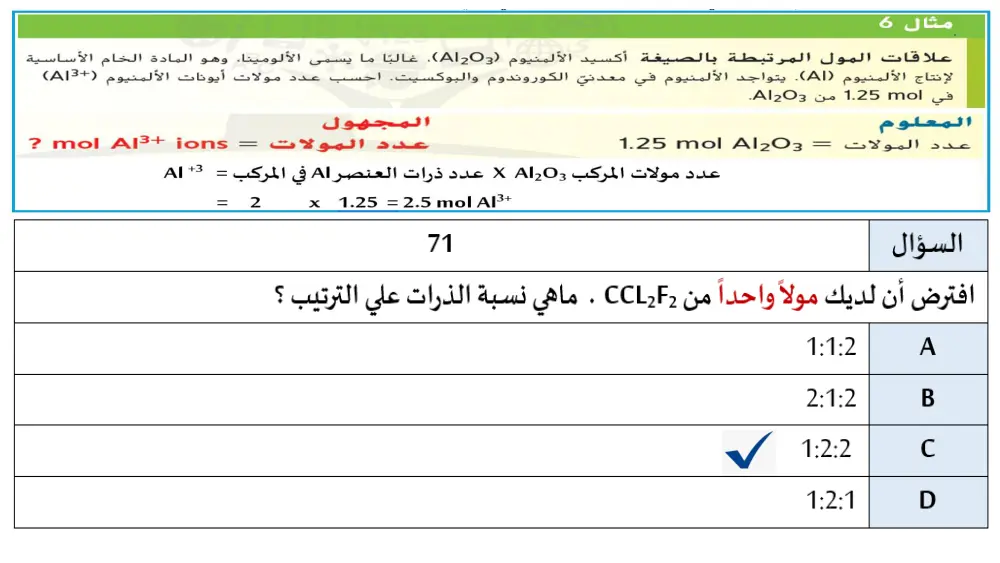 مثال 6
علاقات المول المرتبطة بالصيغة أكسيد الألمنيوم (Al₂O₃)، غالبًا ما يسمى الألومينا، وهو المادة الخام الأساسية
لإنتاج الألمنيوم (Al). يتواجد الألمنيوم في معدنيّ الكوروندوم والبوكسيت. احسب عدد مولات أيونات الألمنيوم (Al³⁺)
في 1.25 mol من Al₂O₃.
المعلوم
عدد المولات = 1.25 mol Al₂O₃
المجهول
عدد المولات = mol Al³⁺ ions ?
عدد مولات المركب Al₂O₃ X عدد ذرات العنصر Al في المركب = Al ⁺³
= 2 x 1.25 = 2.5 mol Al³⁺
السؤال 71
افترض أن لديك مولاً واحداً من CCL₂F₂ . ماهي نسبة الذرات علي الترتيب ؟
A 1:1:2
B 2:1:2
C 1:2:2
D 1:2:1